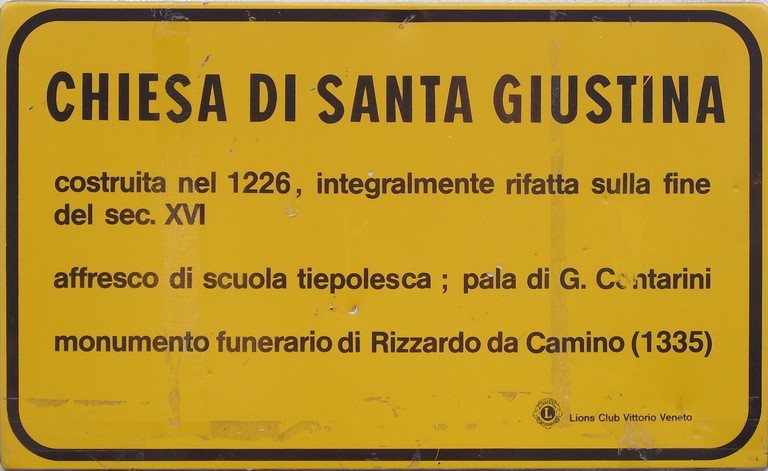 CHIESA DI SANTA GIUSTINA
costruita nel 1226, integralmente rifatta sulla fine
del sec. XVI
affresco di scuola tiepolesca ; pala di G. Contarini
monumento funerario di Rizzardo da Camino (1335)
L Lions Club Vittorio Veneto